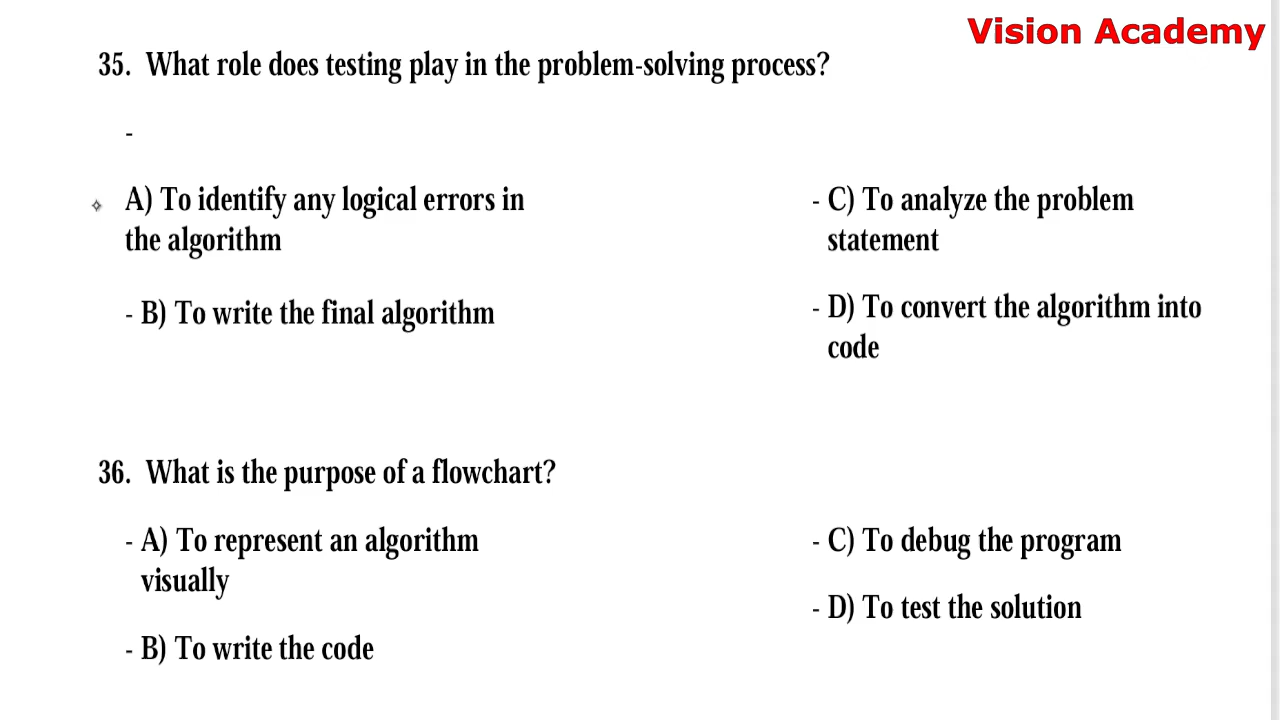 Vision Academy
35. What role does testing play in the problem-solving process?
-
A) To identify any logical errors in
the algorithm
- B) To write the final algorithm
- C) To analyze the problem
statement
- D) To convert the algorithm into
code
36. What is the purpose of a flowchart?
- A) To represent an algorithm
visually
- B) To write the code
- C) To debug the program
- D) To test the solution